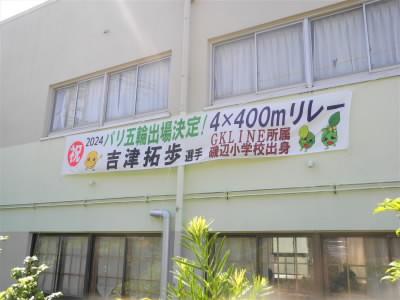 祝
2024パリ五輪出場決定!
吉津拓歩選手
4×400mリレー
GKLINE所属
磯辺小学校出身